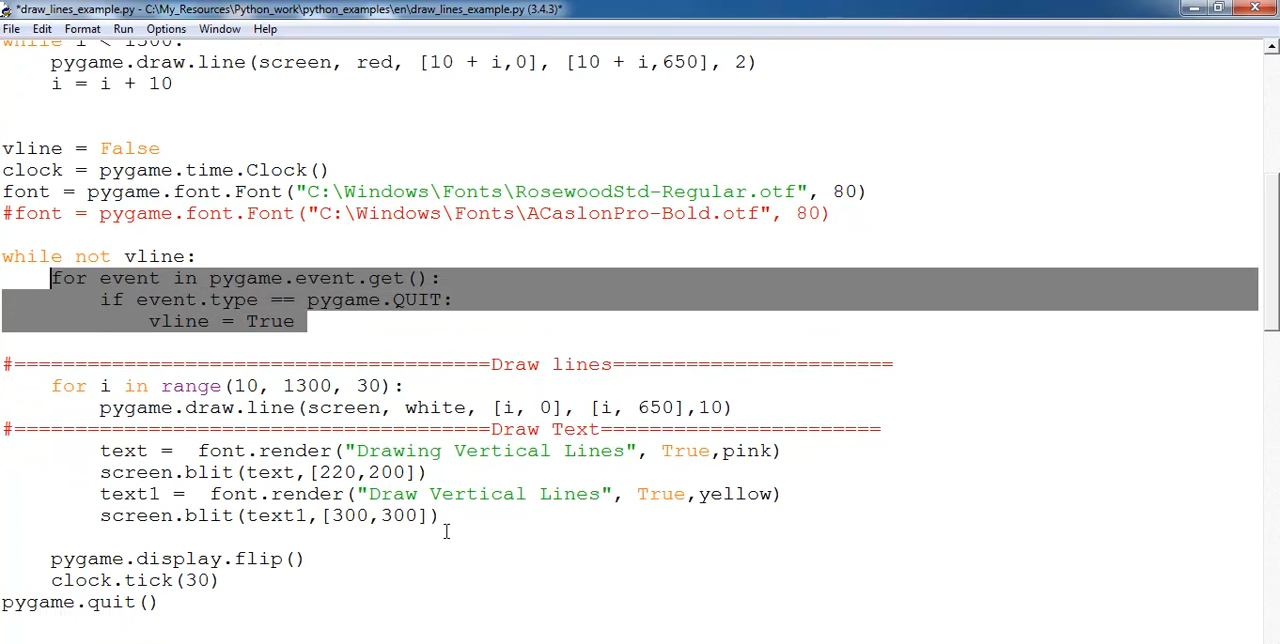 *draw_lines_example.py - C:\My_Resources\Python_work\python_examples\en\draw_lines_example.py (3.4.3)*
File Edit Format Run Options Window Help
while i < 1300:
    pygame.draw.line(screen, red, [10 + i,0], [10 + i,650], 2)
    i = i + 10
vline = False
clock = pygame.time.Clock()
font = pygame.font.Font("C:\Windows\Fonts\RosewoodStd-Regular.otf", 80)
#font = pygame.font.Font("C:\Windows\Fonts\ACaslonPro-Bold.otf", 80)
while not vline:
    for event in pygame.event.get():
        if event.type == pygame.QUIT:
            vline = True
#=======================================Draw lines=======================
    for i in range(10, 1300, 30):
        pygame.draw.line(screen, white, [i, 0], [i, 650],10)
#=======================================Draw Text=======================
        text =  font.render("Drawing Vertical Lines", True,pink)
        screen.blit(text,[220,200])
        text1 =  font.render("Draw Vertical Lines", True,yellow)
        screen.blit(text1,[300,300])
    pygame.display.flip()
    clock.tick(30)
pygame.quit()